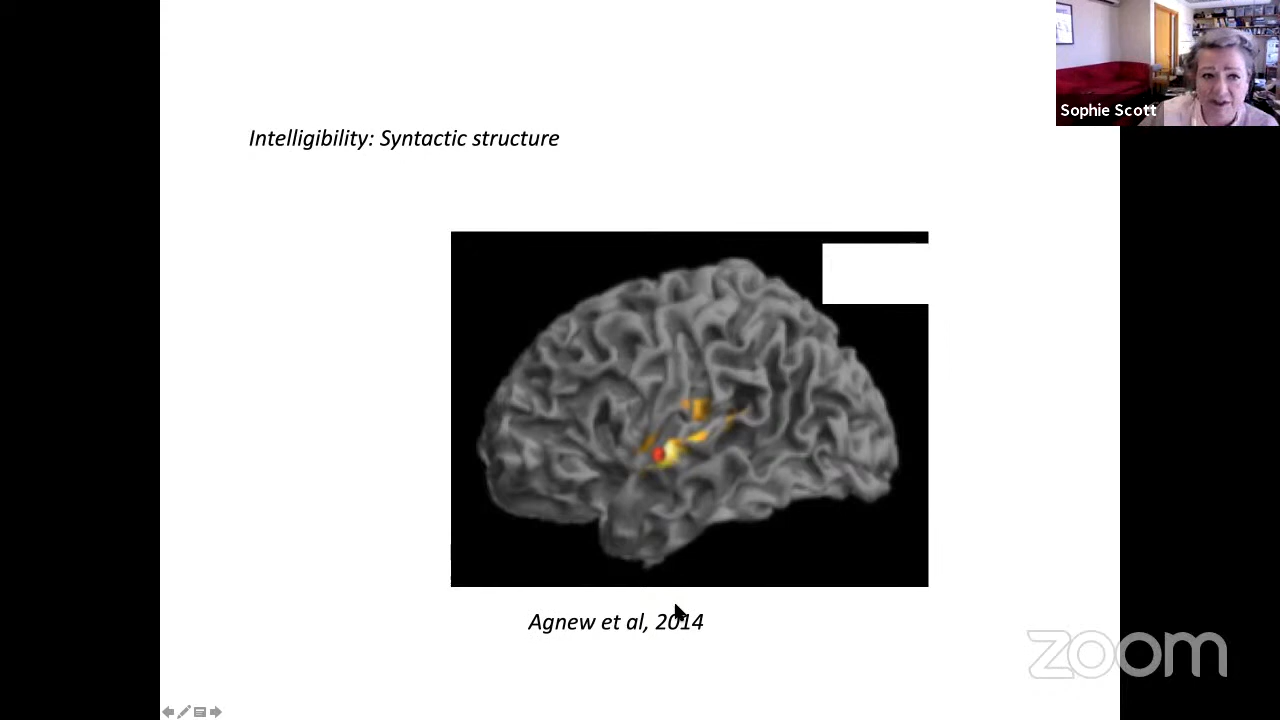 Sophie Scott
Intelligibility: Syntactic structure
Agnew et al, 2014
zoom